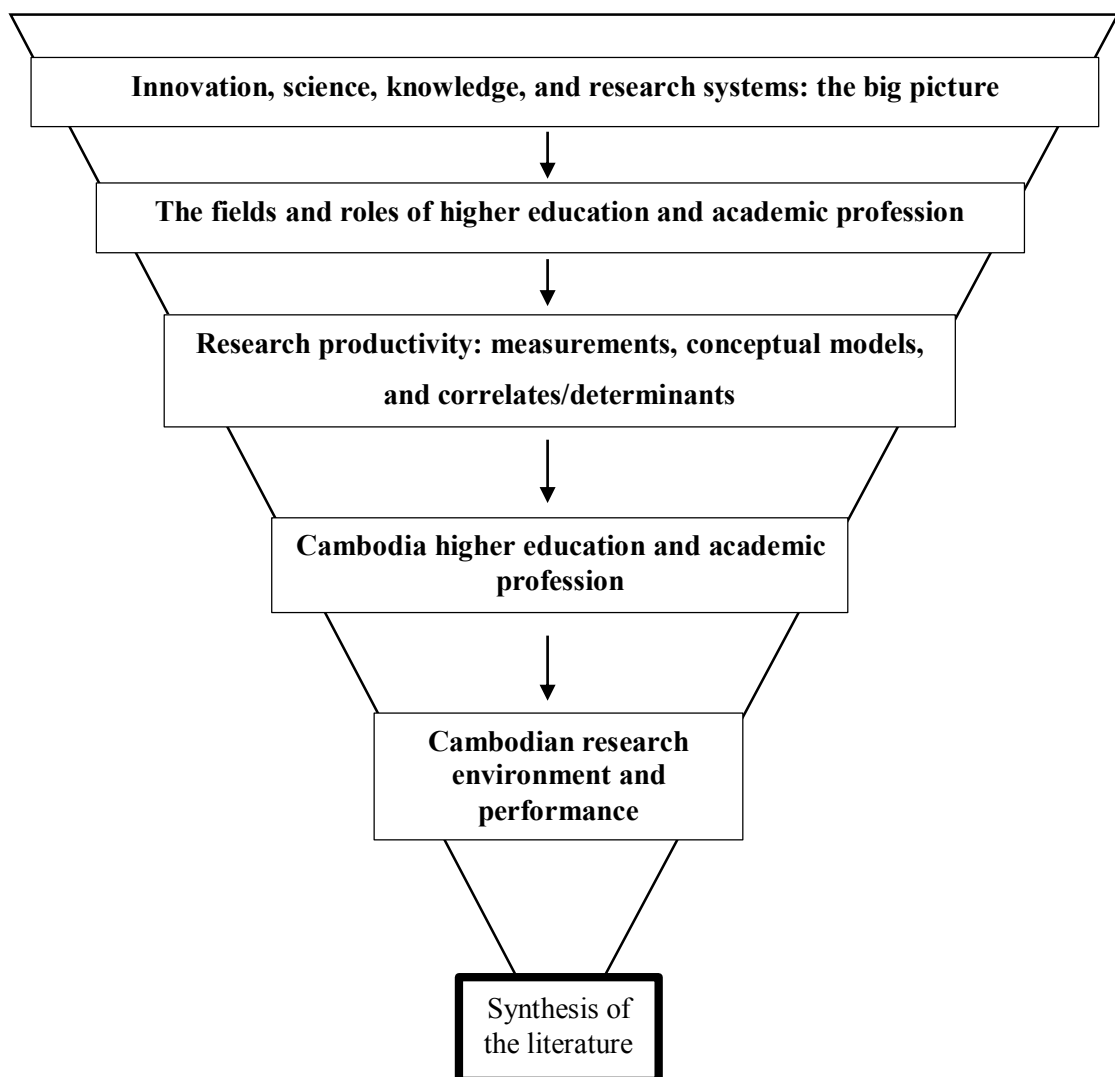 Innovation, science, knowledge, and research systems: the big picture
The fields and roles of higher education and academic profession
Research productivity: measurements, conceptual models,
and correlates/determinants
Cambodia higher education and academic
profession
Cambodian research
environment and
performance
Synthesis of
the literature